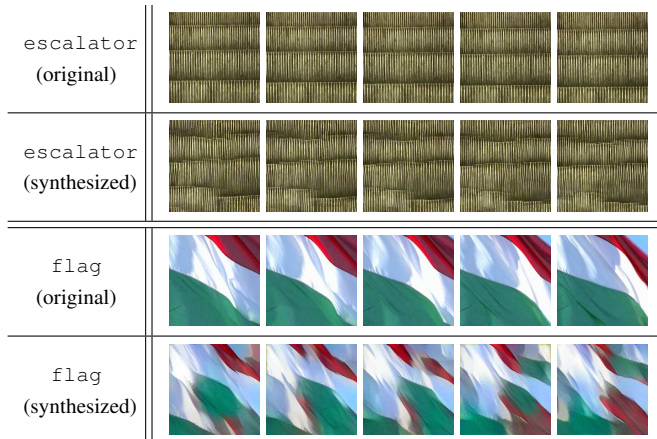 escalator
(original)
escalator
(synthesized)
flag
(original)
flag
(synthesized)